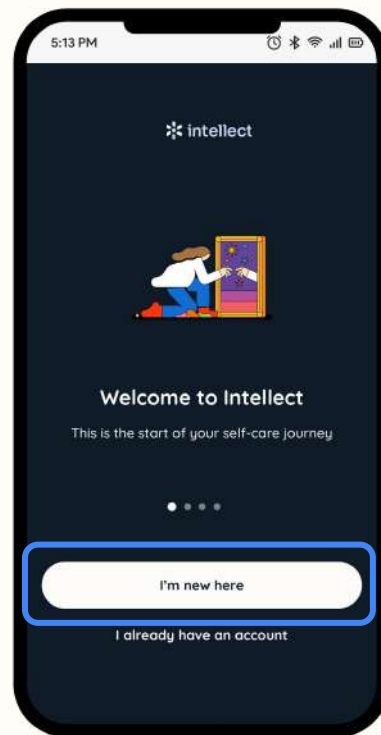 5:13 PM
intellect
Welcome to Intellect
This is the start of your self-care journey
I'm new here
I already have an account